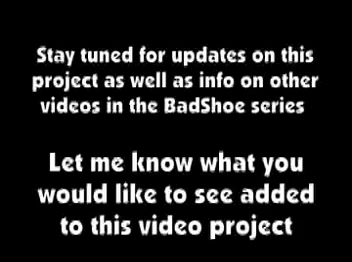 Stay tuned for updates on this
project as well as info on other
videos in the BadShoe series
Let me know what you
would like to see added
to this video project